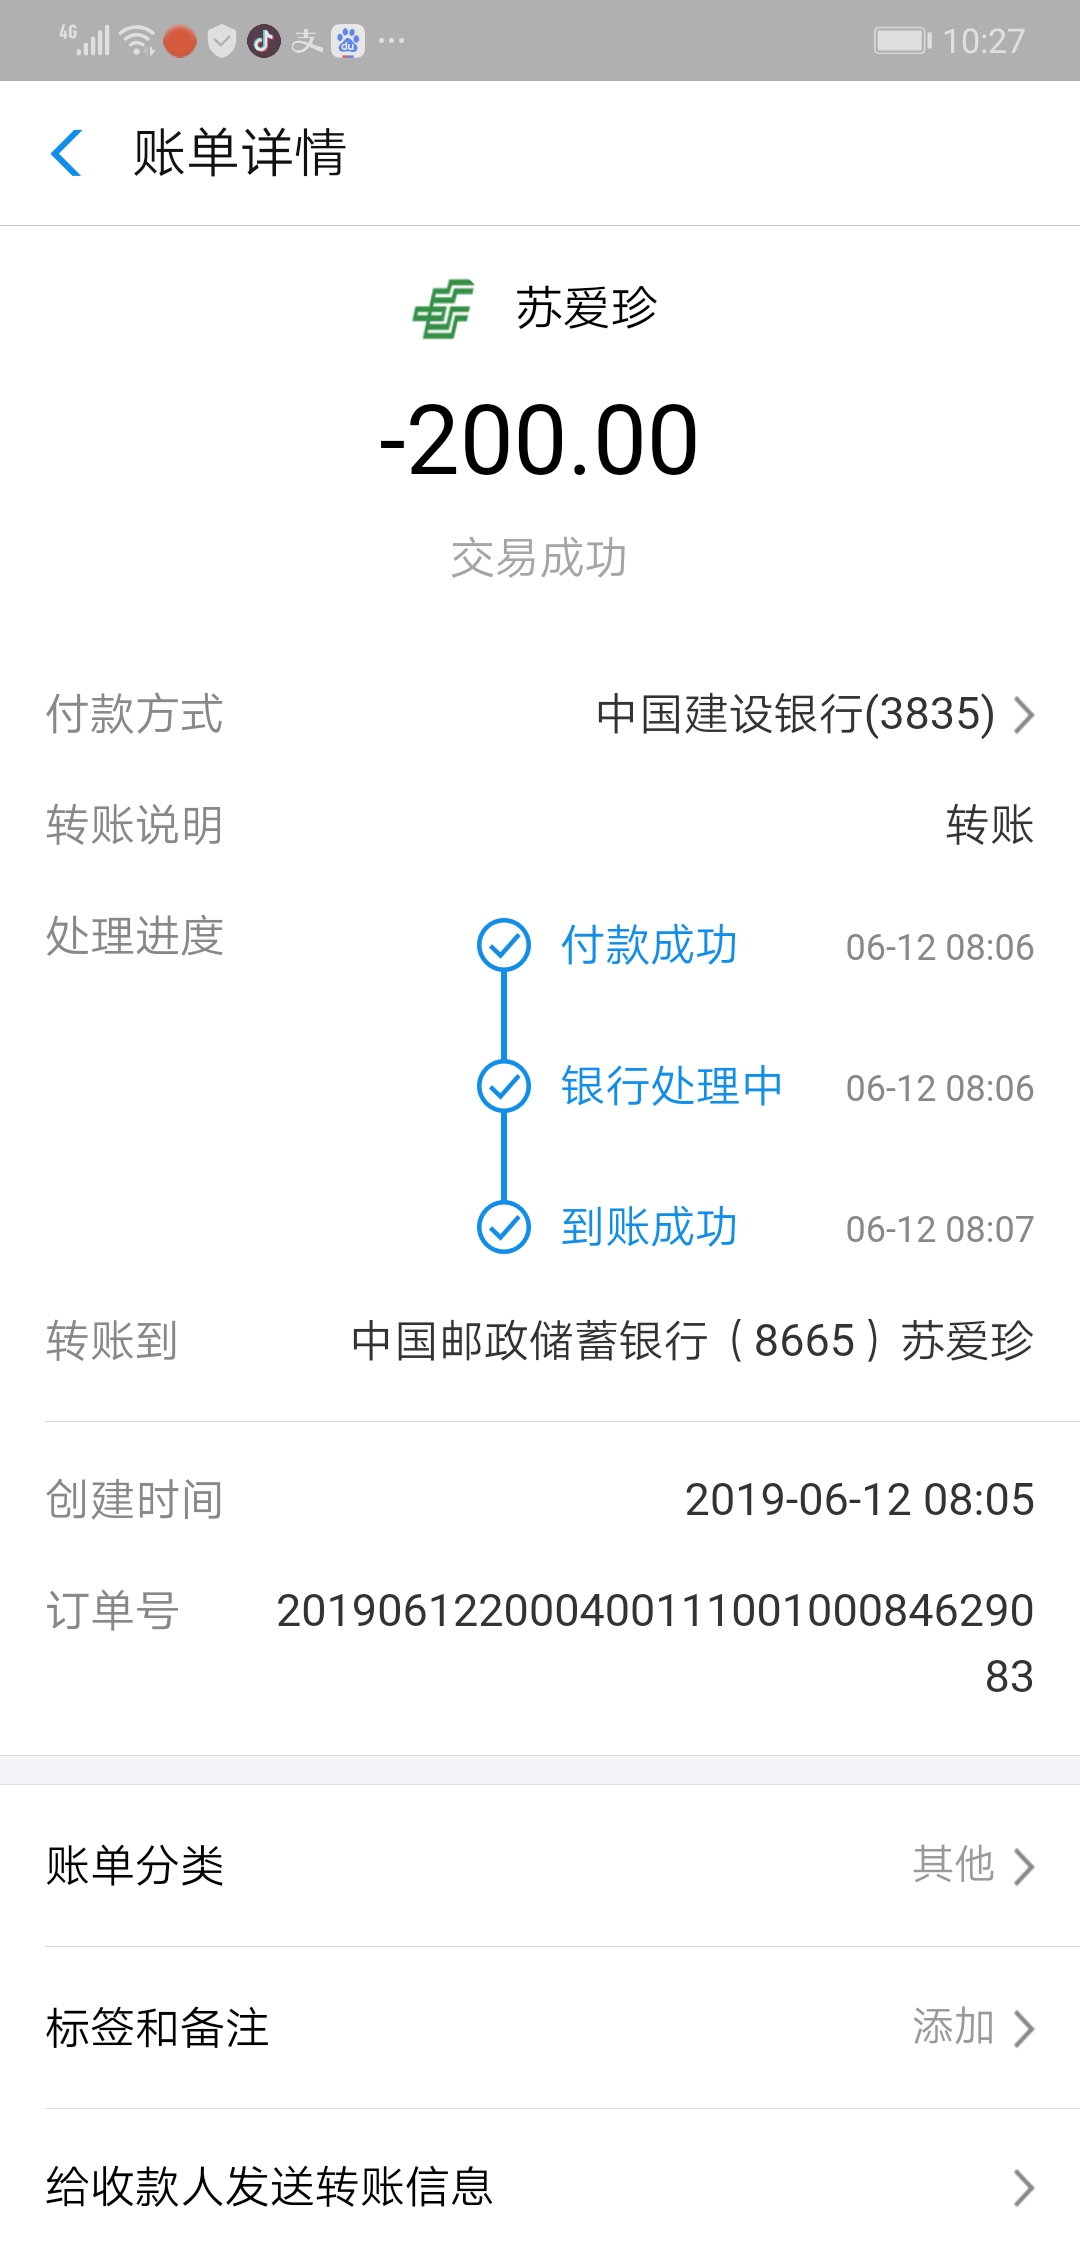 4G 支 du 10:27
账单详情
苏爱珍
-200.00
交易成功
付款方式 中国建设银行(3835)
转账说明 转账
处理进度 付款成功 06-12 08:06
银行处理中 06-12 08:06
到账成功 06-12 08:07
转账到 中国邮政储蓄银行（8665）苏爱珍
创建时间 2019-06-12 08:05
订单号 201906122000400111001000846290
83
账单分类 其他
标签和备注 添加
给收款人发送转账信息